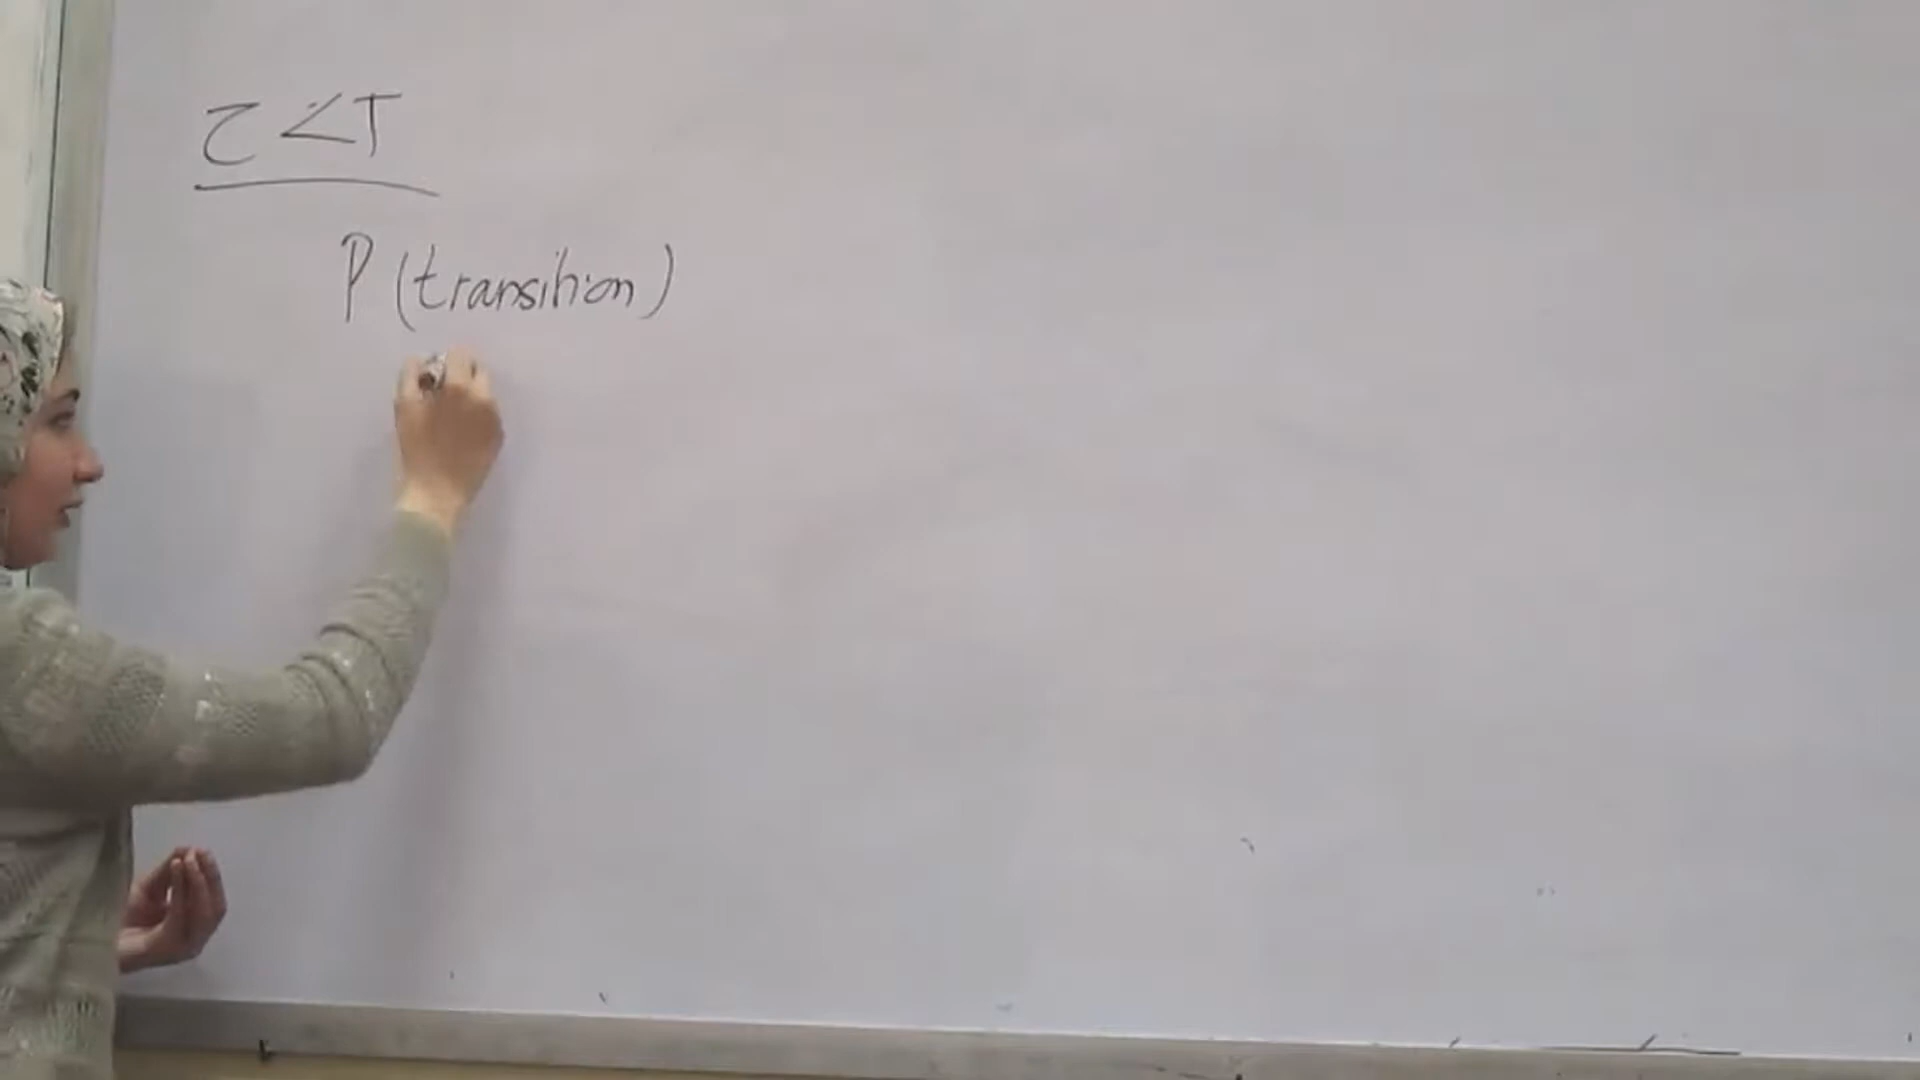 τ < T
P (transition)